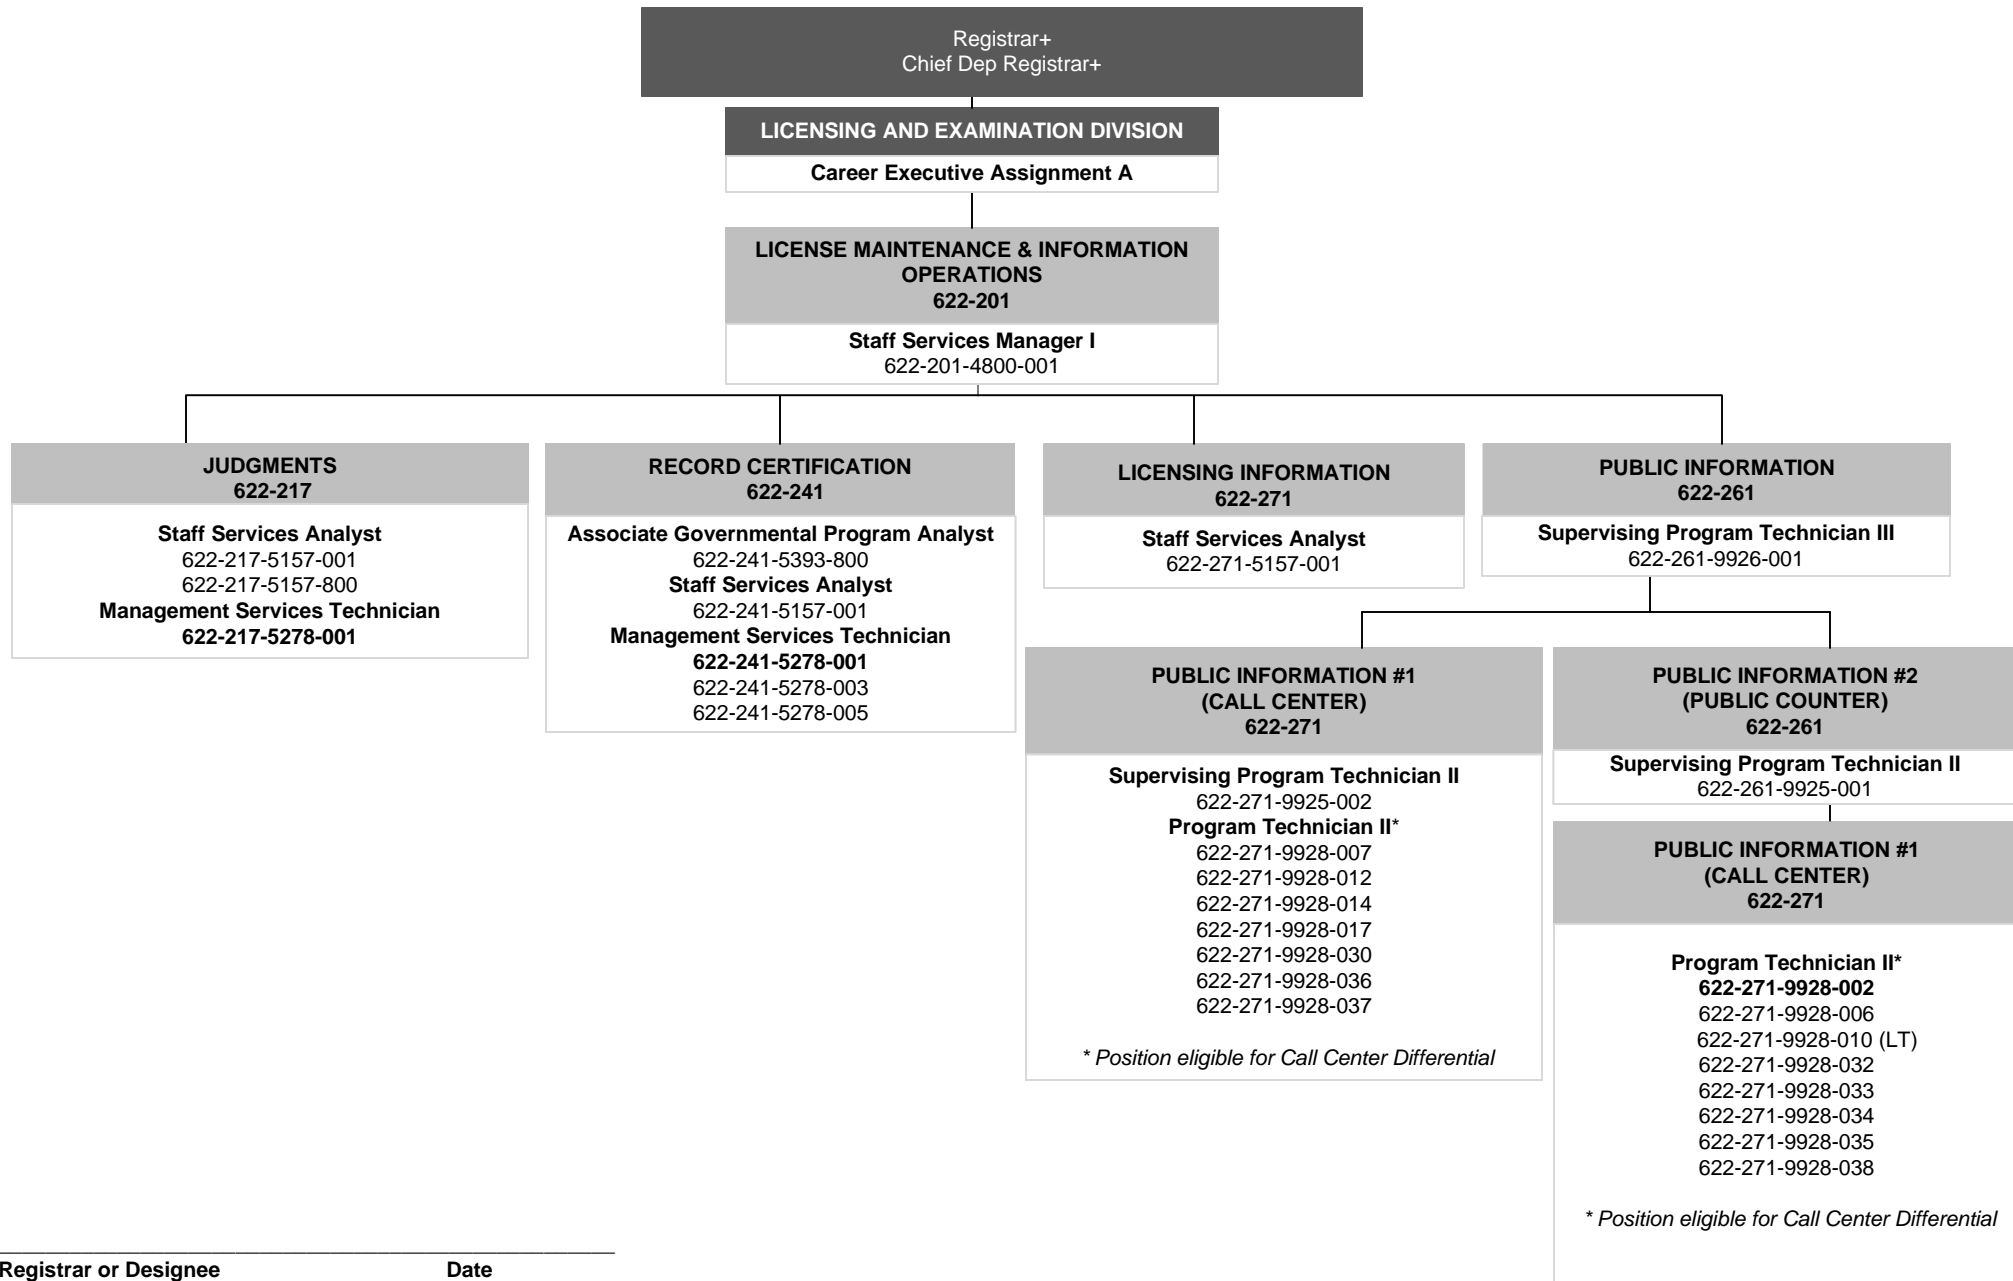 Registrar+
Chief Dep Registrar+
LICENSING AND EXAMINATION DIVISION
Career Executive Assignment A
LICENSE MAINTENANCE & INFORMATION
OPERATIONS
622-201
Staff Services Manager I
622-201-4800-001
JUDGMENTS
622-217
Staff Services Analyst
622-217-5157-001
622-217-5157-800
Management Services Technician
622-217-5278-001
RECORD CERTIFICATION
622-241
Associate Governmental Program Analyst
622-241-5393-800
Staff Services Analyst
622-241-5157-001
Management Services Technician
622-241-5278-001
622-241-5278-003
622-241-5278-005
LICENSING INFORMATION
622-271
Staff Services Analyst
622-271-5157-001
PUBLIC INFORMATION
622-261
Supervising Program Technician III
622-261-9926-001
PUBLIC INFORMATION #1
(CALL CENTER)
622-271
Supervising Program Technician II
622-271-9925-002
Program Technician II*
622-271-9928-007
622-271-9928-012
622-271-9928-014
622-271-9928-017
622-271-9928-030
622-271-9928-036
622-271-9928-037
* Position eligible for Call Center Differential
PUBLIC INFORMATION #2
(PUBLIC COUNTER)
622-261
Supervising Program Technician II
622-261-9925-001
PUBLIC INFORMATION #1
(CALL CENTER)
622-271
Program Technician II*
622-271-9928-002
622-271-9928-006
622-271-9928-010 (LT)
622-271-9928-032
622-271-9928-033
622-271-9928-034
622-271-9928-035
622-271-9928-038
* Position eligible for Call Center Differential
Registrar or Designee Date